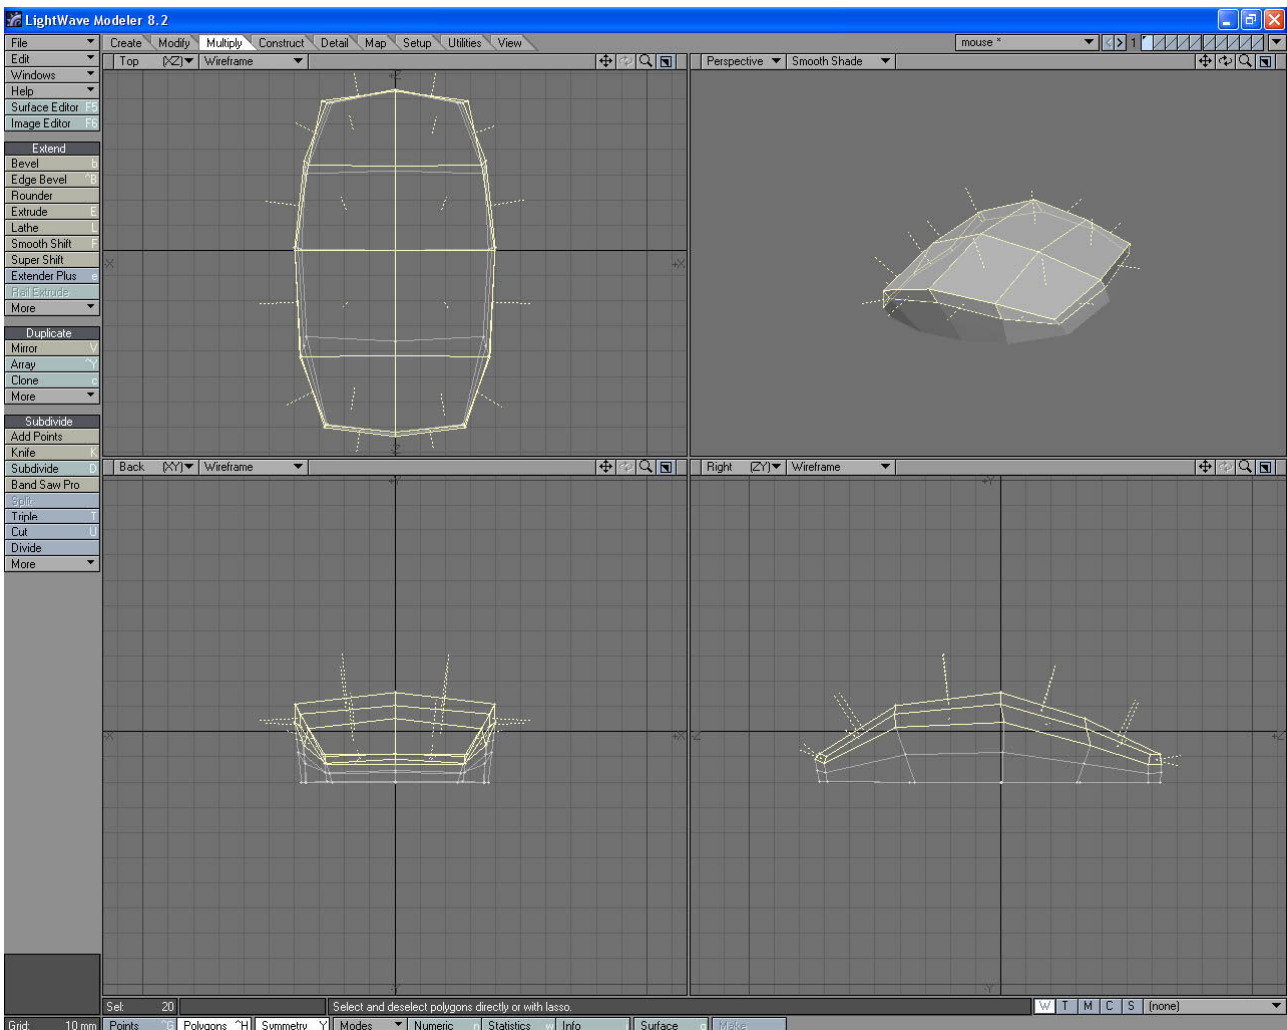 LightWave Modeler 8.2
File Create Modify Multiply Construct Detail Map Setup Utilities View mouse * 1
Edit Top (XZ) Wireframe Perspective Smooth Shade
Windows
Help
Surface Editor F5
Image Editor F6
Extend
Bevel b
Edge Bevel ^B
Rounder
Extrude E
Lathe L
Smooth Shift F
Super Shift
Extender Plus e
Rail Extrude
More
Duplicate
Mirror V
Array ^Y
Clone c
More
Subdivide
Add Points
Knife K
Subdivide D
Band Saw Pro
Split
Triple T
Cut U
Divide
More
Back (XY) Wireframe Right (ZY) Wireframe
Sel: 20 Select and deselect polygons directly or with lasso. W T M C S (none)
Grid: 10 mm Points ^G Polygons ^H Symmetry Y Modes Numeric n Statistics w Info i Surface q Make